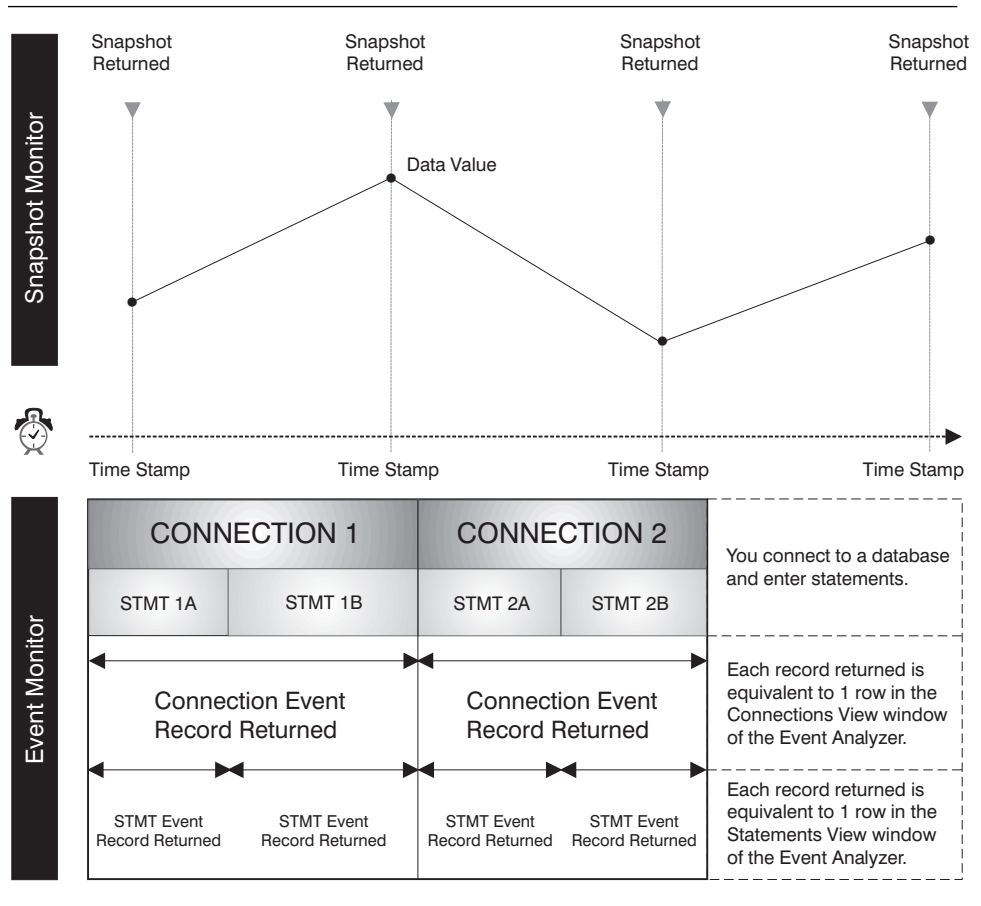 Snapshot Monitor
Snapshot
Returned
Snapshot
Returned
Snapshot
Returned
Snapshot
Returned
Data Value
Time Stamp
Time Stamp
Time Stamp
Time Stamp
Event Monitor
CONNECTION 1
CONNECTION 2
STMT 1A
STMT 1B
STMT 2A
STMT 2B
You connect to a database
and enter statements.
Connection Event
Record Returned
Connection Event
Record Returned
Each record returned is
equivalent to 1 row in the
Connections View window
of the Event Analyzer.
STMT Event
Record Returned
STMT Event
Record Returned
STMT Event
Record Returned
STMT Event
Record Returned
Each record returned is
equivalent to 1 row in the
Statements View window
of the Event Analyzer.